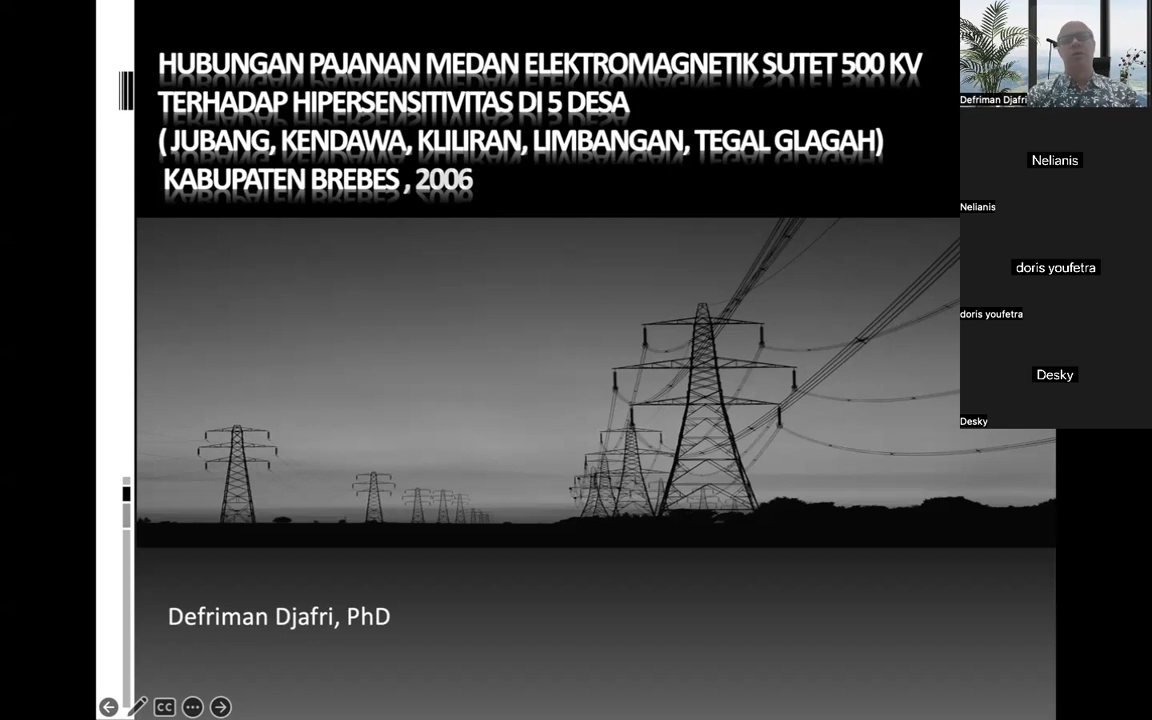 HUBUNGAN PAJANAN MEDAN ELEKTROMAGNETIK SUTET 500 KV
TERHADAP HIPERSENSITIVITAS DI 5 DESA
( JUBANG, KENDAWA, KLILIRAN, LIMBANGAN, TEGAL GLAGAH)
KABUPATEN BREBES , 2006
Defriman Djafri, PhD
CC
Defriman Djafri
Nelianis
Nelianis
doris youfetra
doris youfetra
Desky
Desky